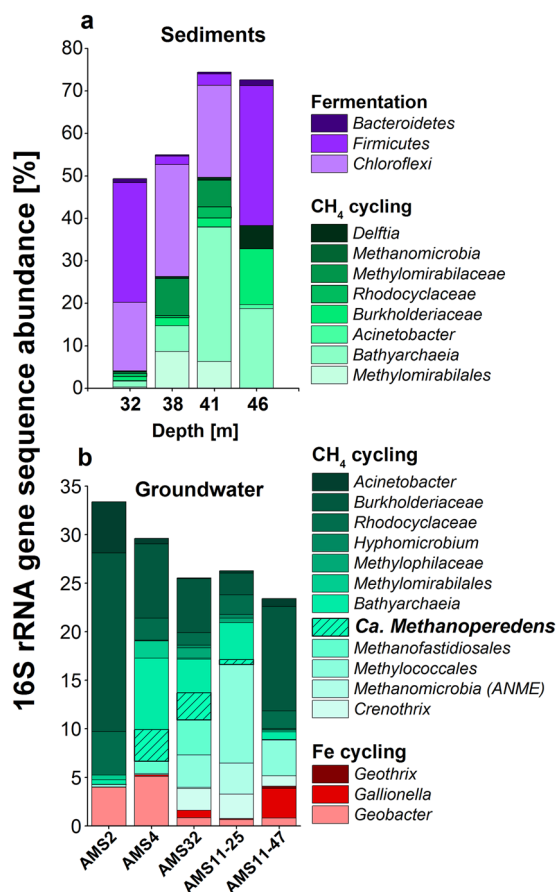 a
Sediments
80
70
60
50
40
30
20
10
0
32 38 41 46
Depth [m]
Fermentation
Bacteroidetes
Firmicutes
Chloroflexi
CH₄ cycling
Delftia
Methanomicrobia
Methylomirabilaceae
Rhodocyclaceae
Burkholderiaceae
Acinetobacter
Bathyarchaeia
Methylomirabilales
16S rRNA gene sequence abundance [%]
b
Groundwater
35
30
25
20
15
10
5
0
AMS2 AMS4 AMS32 AMS11-25 AMS11-47
CH₄ cycling
Acinetobacter
Burkholderiaceae
Rhodocyclaceae
Hyphomicrobium
Methylophilaceae
Methylomirabilales
Bathyarchaeia
Ca. Methanoperedens
Methanofastidiosales
Methylococcales
Methanomicrobia (ANME)
Crenothrix
Fe cycling
Geothrix
Gallionella
Geobacter